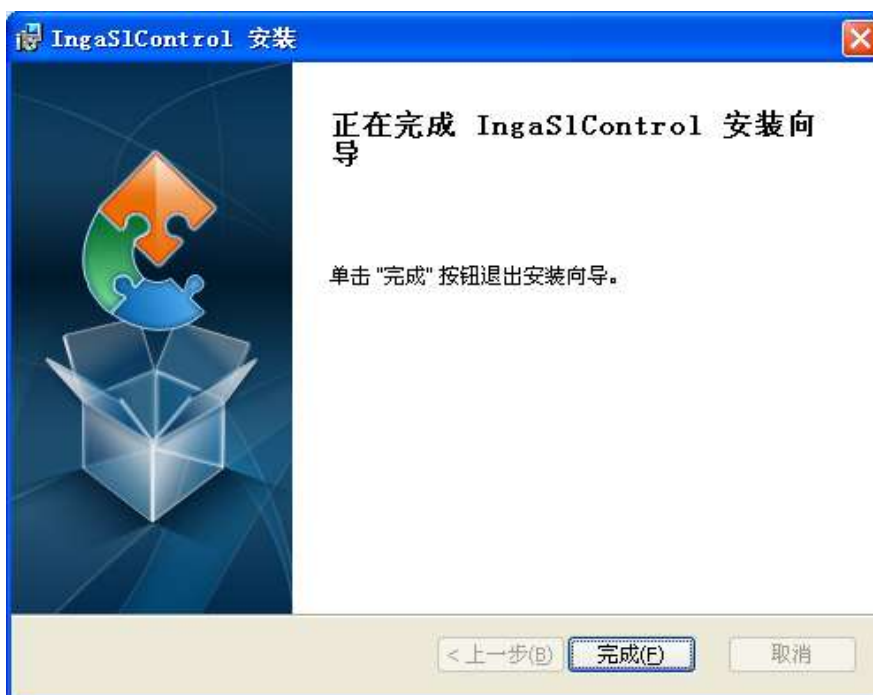 IngaSlControl 安装
正在完成 IngaSlControl 安装向
导
单击 "完成" 按钮退出安装向导。
< 上一步(B) 完成(F) 取消